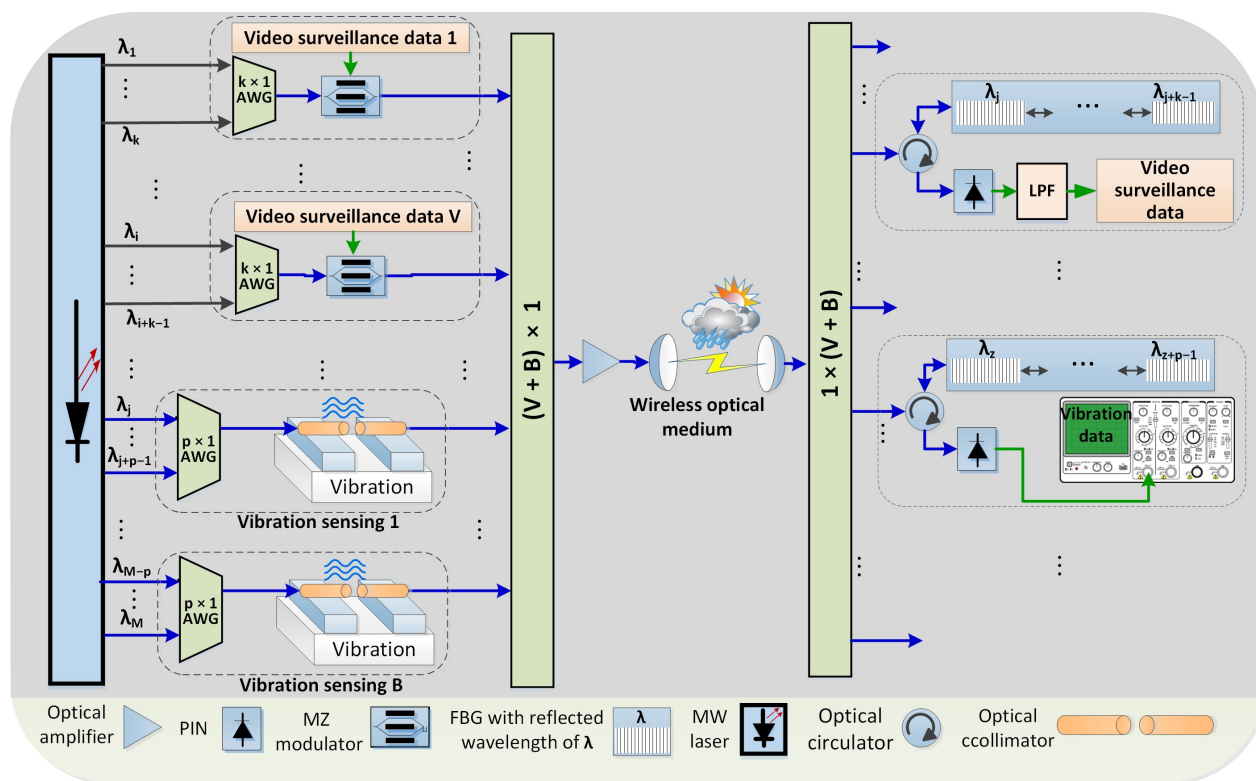 λ1
λk
k × 1
AWG
Video surveillance data 1
λi
λi+k−1
k × 1
AWG
Video surveillance data V
λj
λj+p−1
p × 1
AWG
Vibration
Vibration sensing 1
λM−p
λM
p × 1
AWG
Vibration
Vibration sensing B
(V + B) × 1
Wireless optical
medium
1 × (V + B)
λj
λj+k−1
LPF
Video
surveillance
data
λz
λz+p−1
Vibration
data
Optical
amplifier
PIN
MZ
modulator
FBG with reflected
wavelength of λ
λ
MW
laser
Optical
circulator
Optical
ccollimator